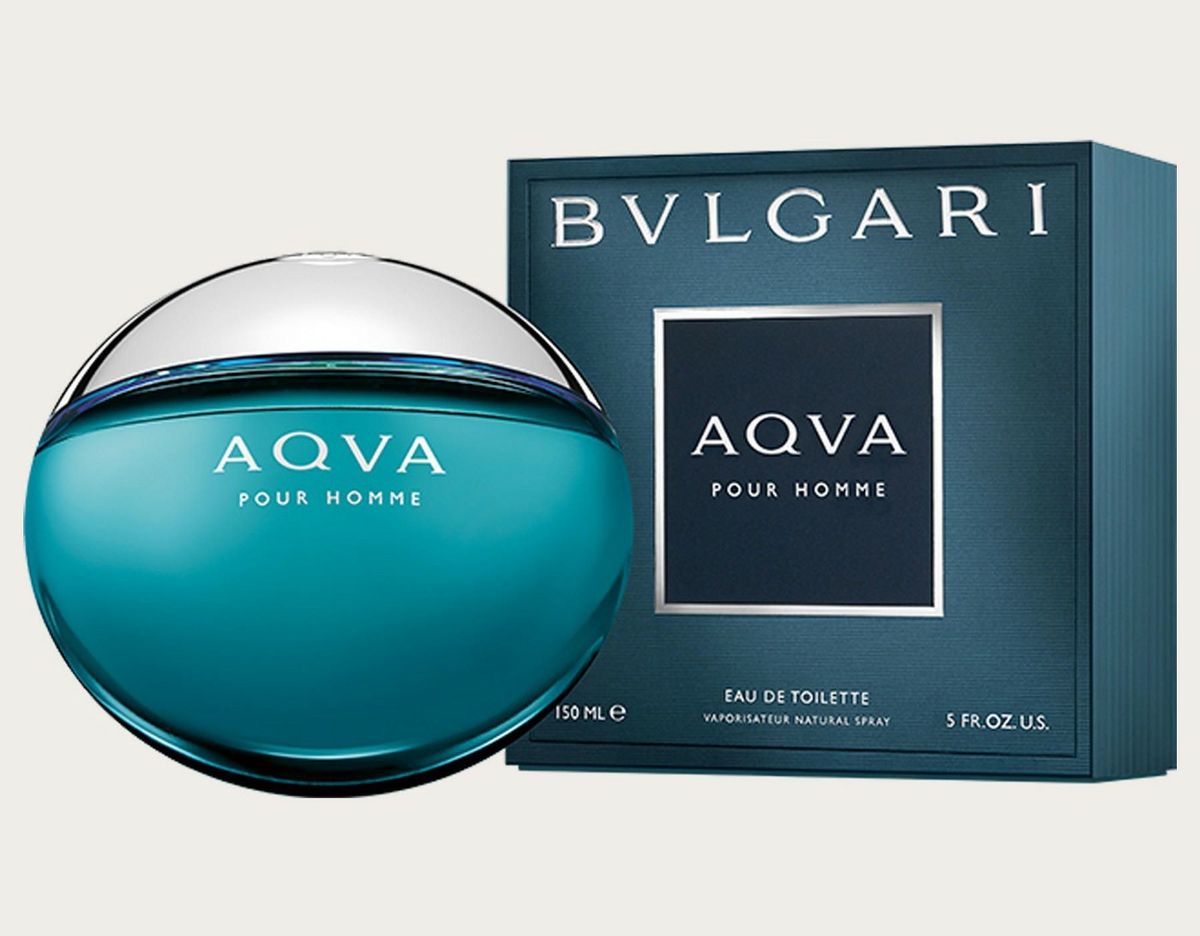 AQVA
POUR HOMME
BVLGARI
AQVA
POUR HOMME
EAU DE TOILETTE
VAPORISATEUR NATURAL SPRAY
150 ML e
5 FR.OZ. U.S.